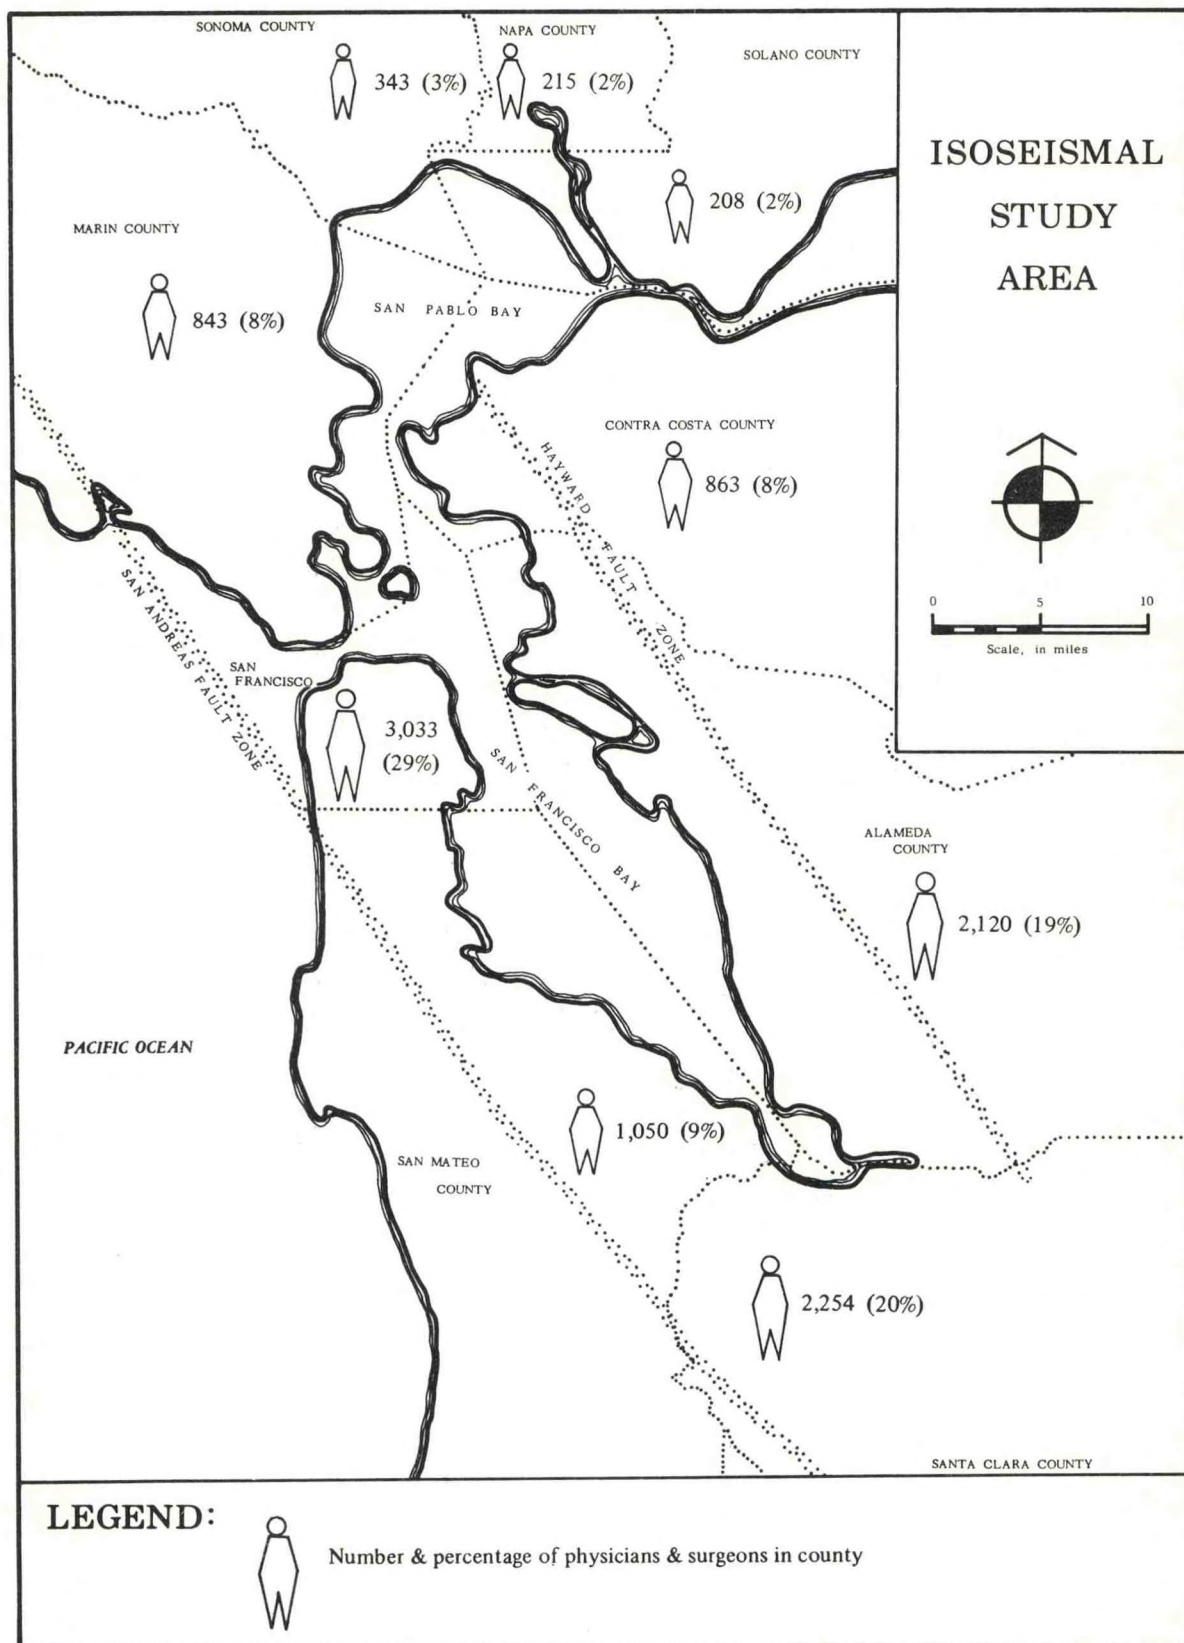 SONOMA COUNTY
343 (3%)
NAPA COUNTY
215 (2%)
SOLANO COUNTY
208 (2%)
ISOSEISMAL
STUDY
AREA
MARIN COUNTY
843 (8%)
SAN PABLO BAY
CONTRA COSTA COUNTY
863 (8%)
HAYWARD FAULT ZONE
0 5 10
Scale, in miles
SAN ANDREAS FAULT ZONE
SAN
FRANCISCO
3,033
(29%)
SAN FRANCISCO BAY
ALAMEDA
COUNTY
2,120 (19%)
PACIFIC OCEAN
1,050 (9%)
SAN MATEO
COUNTY
2,254 (20%)
SANTA CLARA COUNTY
LEGEND:
Number & percentage of physicians & surgeons in county